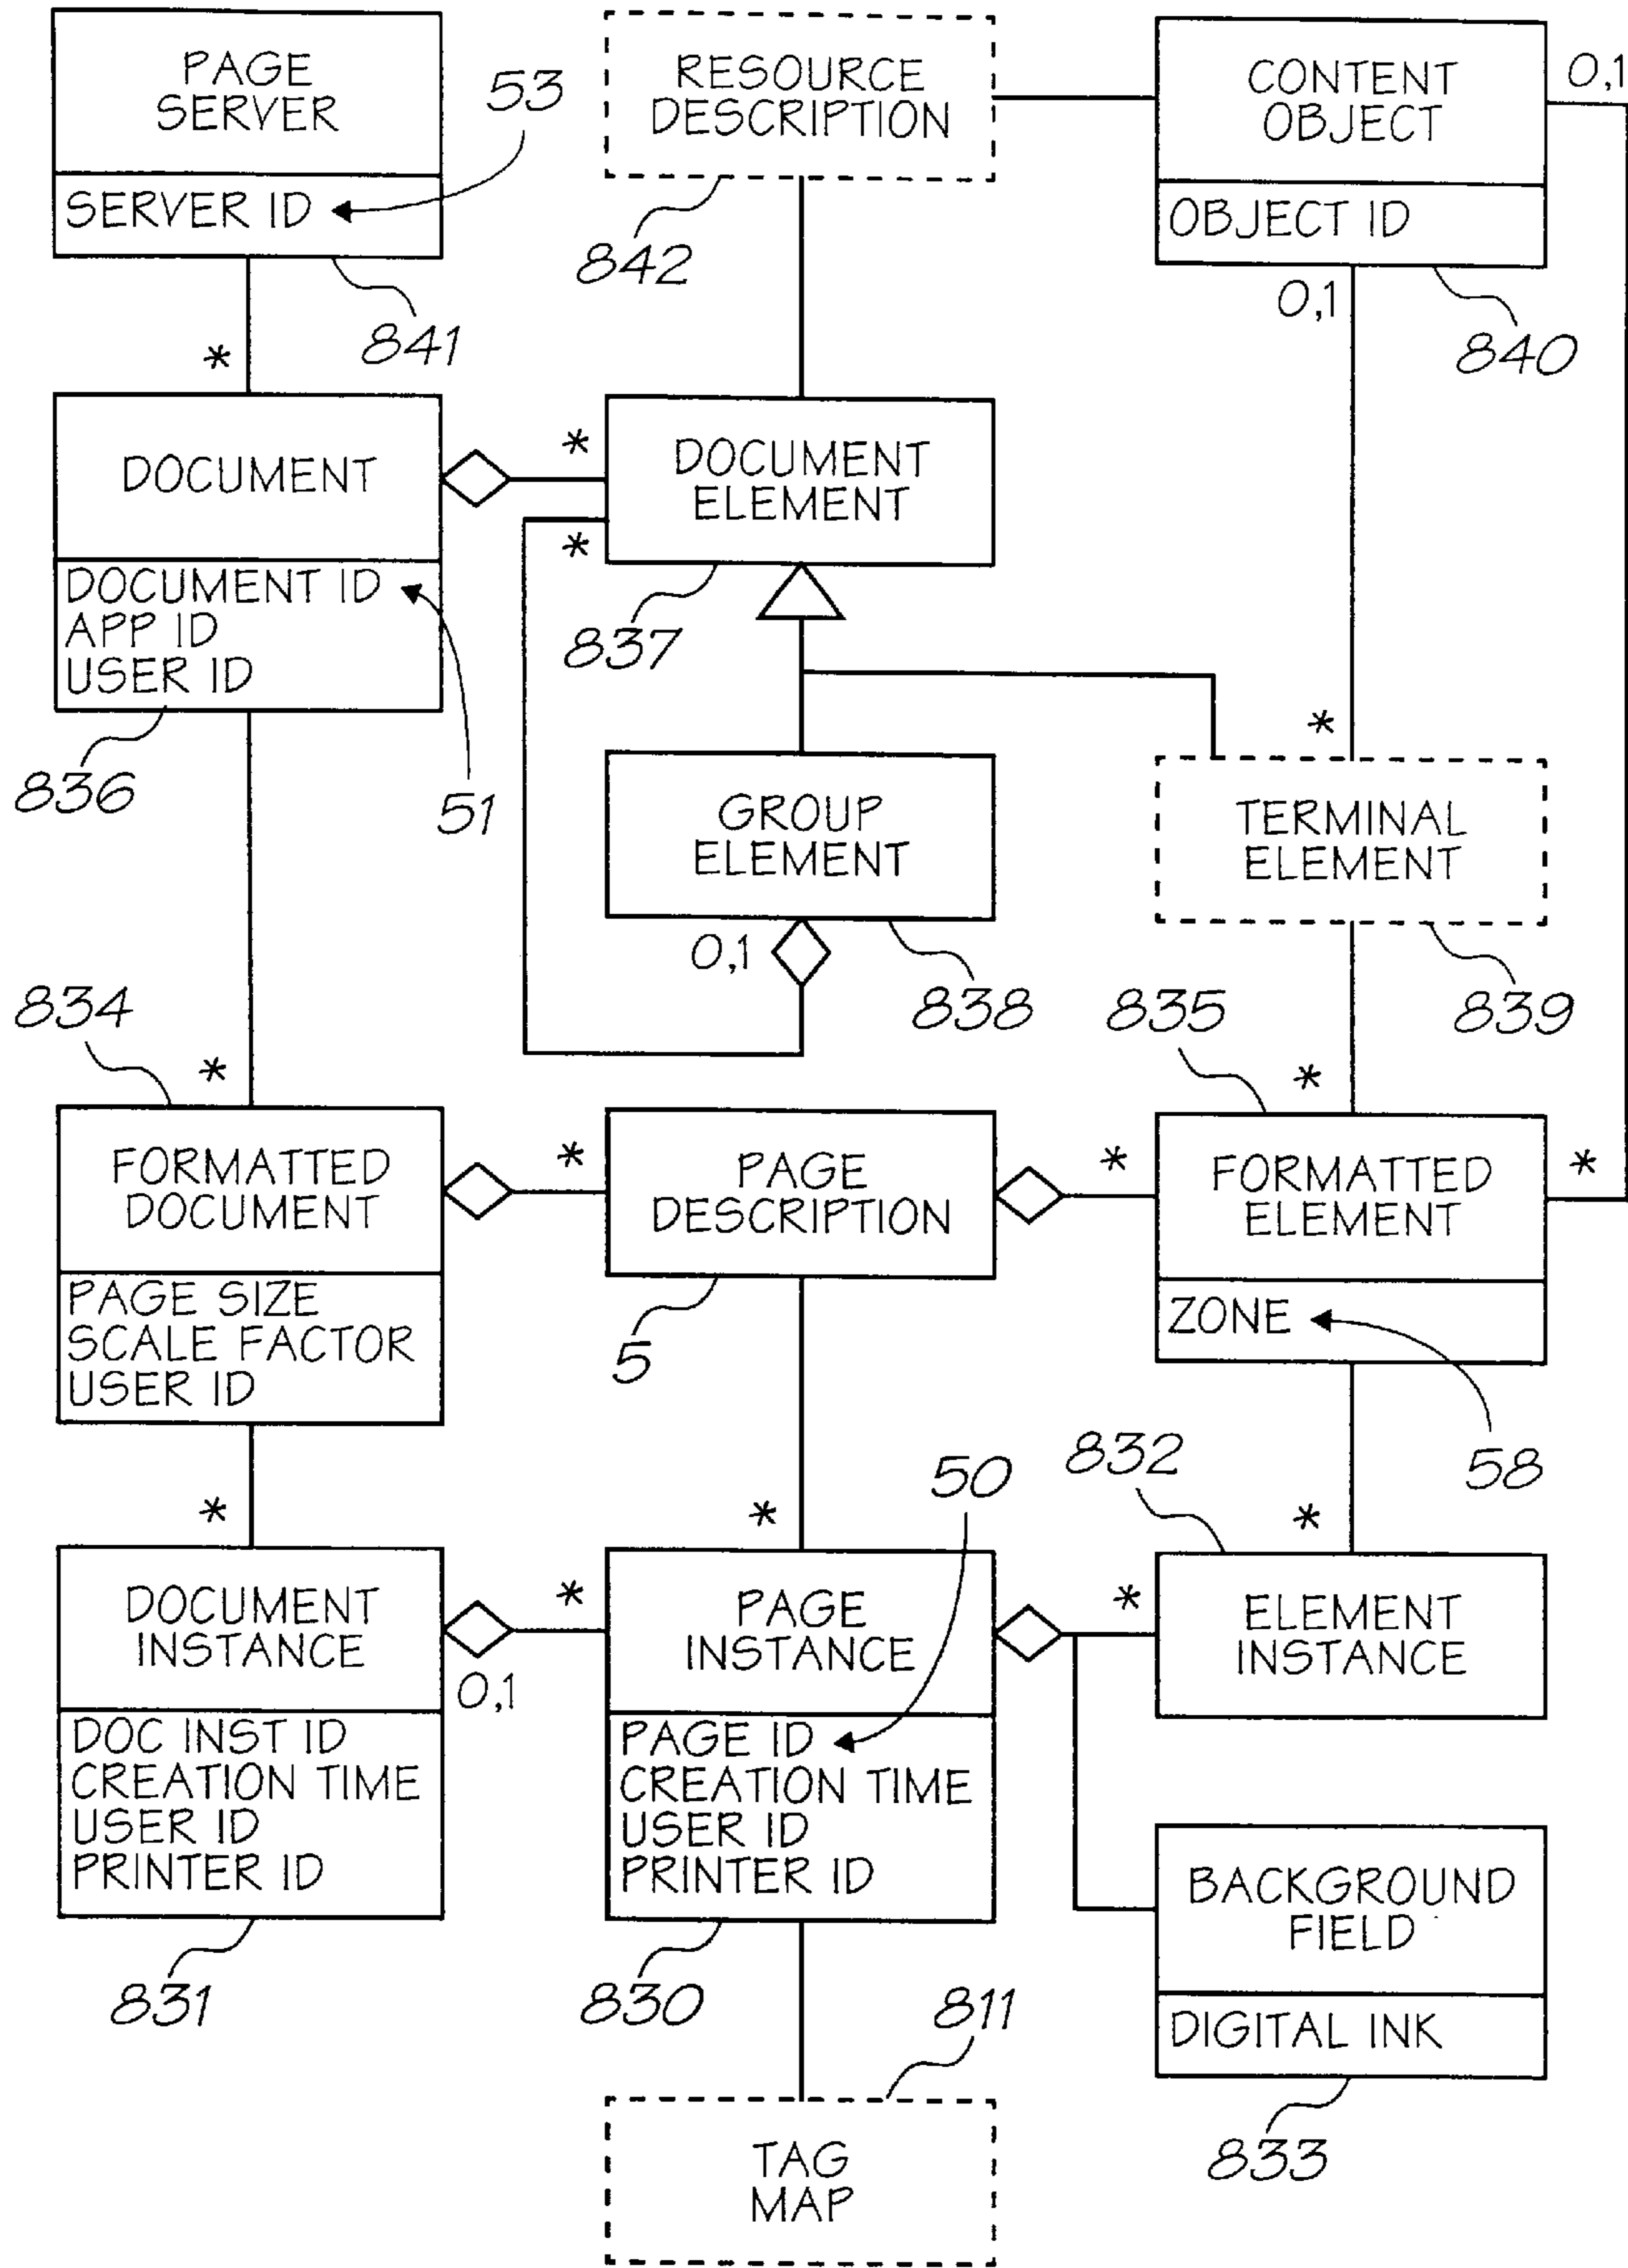 PAGE
SERVER
SERVER ID
53
841
RESOURCE
DESCRIPTION
842
CONTENT
OBJECT
OBJECT ID
0,1
0,1
840
*
DOCUMENT
DOCUMENT ID
APP ID
USER ID
836
51
*
*
DOCUMENT
ELEMENT
837
GROUP
ELEMENT
0,1
838
*
TERMINAL
ELEMENT
839
834
*
FORMATTED
DOCUMENT
PAGE SIZE
SCALE FACTOR
USER ID
*
PAGE
DESCRIPTION
5
835
*
*
*
FORMATTED
ELEMENT
ZONE
58
*
DOCUMENT
INSTANCE
DOC INST ID
CREATION TIME
USER ID
PRINTER ID
831
0,1
*
*
50
PAGE
INSTANCE
PAGE ID
CREATION TIME
USER ID
PRINTER ID
830
832
*
*
ELEMENT
INSTANCE
BACKGROUND
FIELD
DIGITAL INK
833
811
TAG
MAP